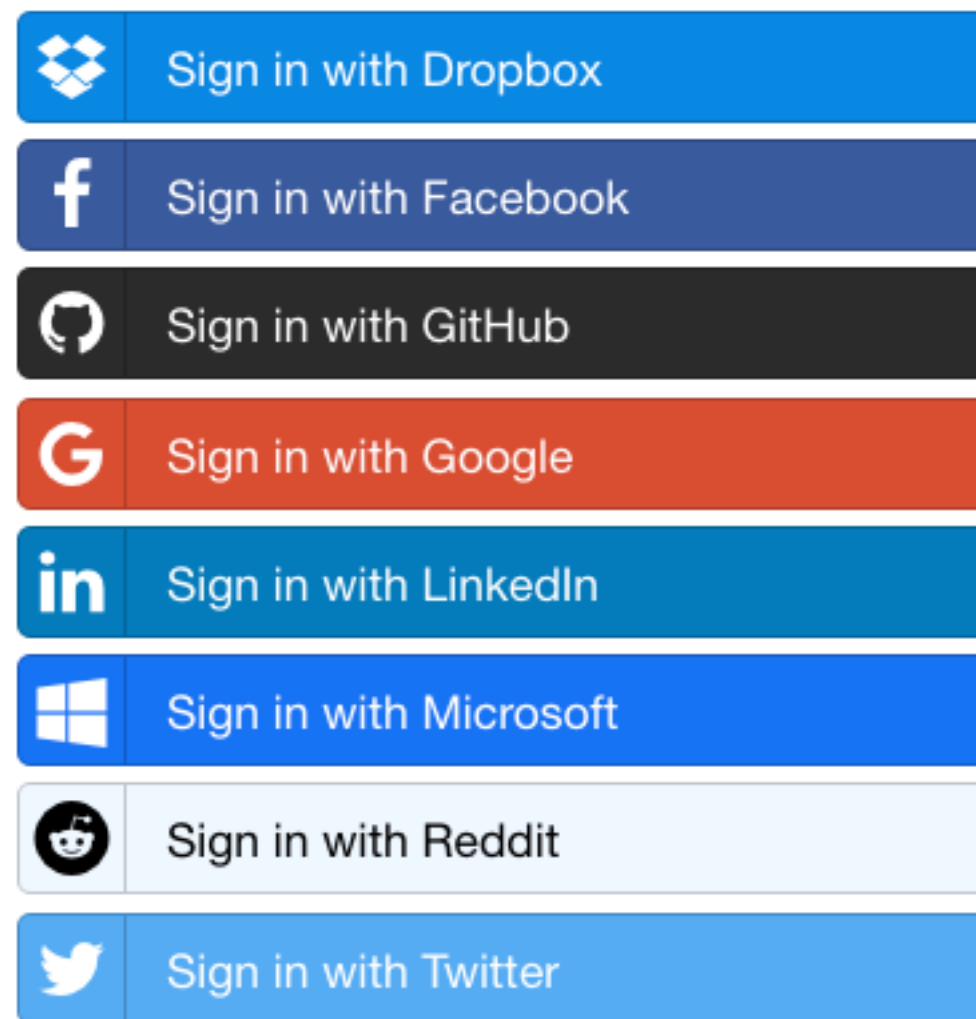 Sign in with Dropbox
Sign in with Facebook
Sign in with GitHub
Sign in with Google
in Sign in with LinkedIn
Sign in with Microsoft
Sign in with Reddit
Sign in with Twitter